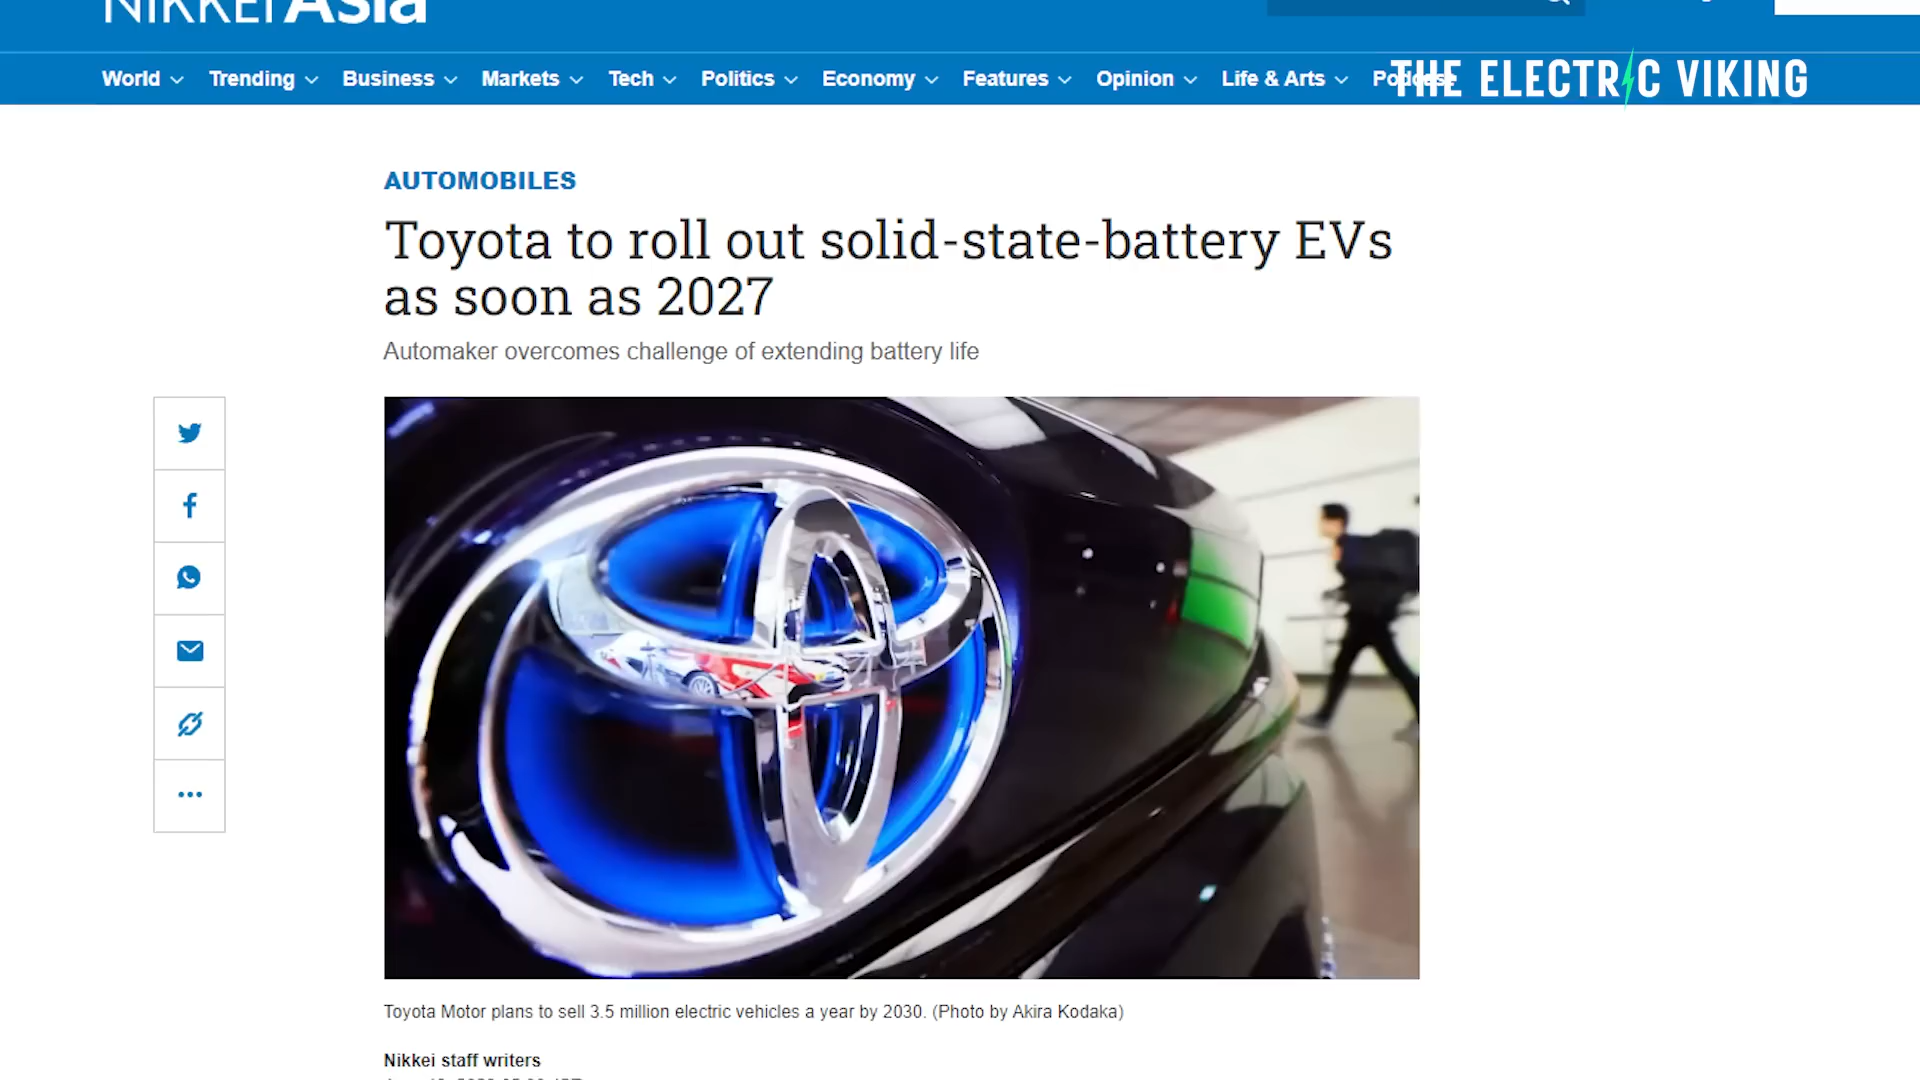 NIKKEI Asia
World Trending Business Markets Tech Politics Economy Features Opinion Life & Arts
THE ELECTRIC VIKING
AUTOMOBILES
Toyota to roll out solid-state-battery EVs
as soon as 2027
Automaker overcomes challenge of extending battery life
Toyota Motor plans to sell 3.5 million electric vehicles a year by 2030. (Photo by Akira Kodaka)
Nikkei staff writers